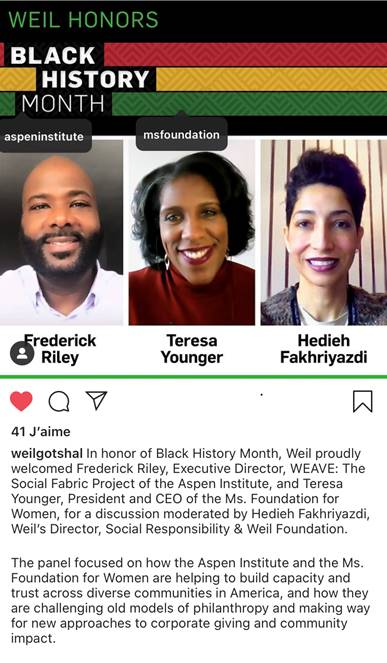 WEIL HONORS
BLACK
HISTORY
MONTH
aspeninstitute
msfoundation
Frederick
Riley
Teresa
Younger
Hedieh
Fakhriyazdi
41 J'aime
weilgotshal In honor of Black History Month, Weil proudly
welcomed Frederick Riley, Executive Director, WEAVE: The
Social Fabric Project of the Aspen Institute, and Teresa
Younger, President and CEO of the Ms. Foundation for
Women, for a discussion moderated by Hedieh Fakhriyazdi,
Weil's Director, Social Responsibility & Weil Foundation.
The panel focused on how the Aspen Institute and the Ms.
Foundation for Women are helping to build capacity and
trust across diverse communities in America, and how they
are challenging old models of philanthropy and making way
for new approaches to corporate giving and community
impact.